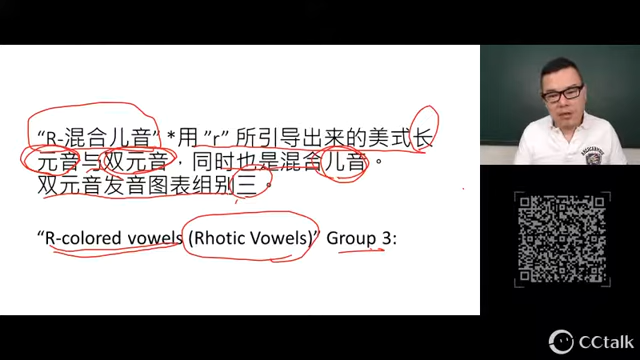 “R-混合儿音” *用 ”r” 所引导出来的美式长
元音与双元音，同时也是混合儿音。
双元音发音图表组别三。
“R-colored vowels (Rhotic Vowels)” Group 3:
CCtalk